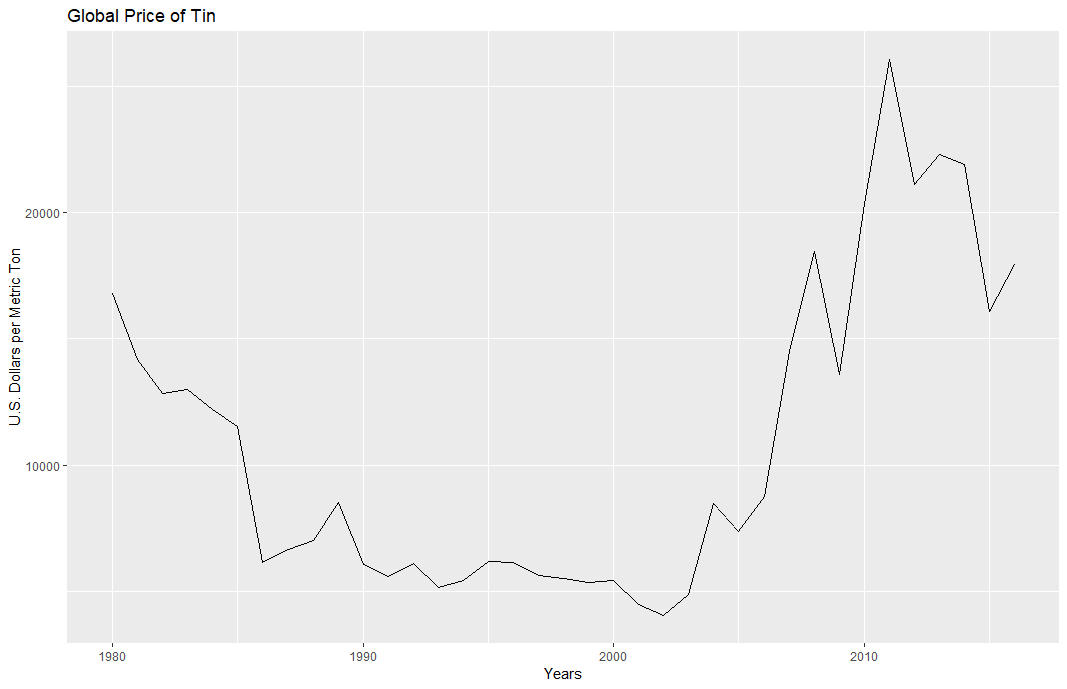 Global Price of Tin
20000
10000
U.S. Dollars per Metric Ton
1980 1990 2000 2010
Years